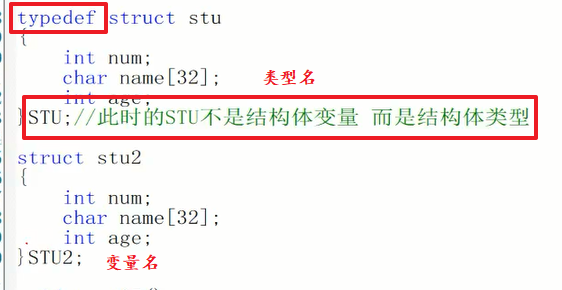 typedef struct stu
{
int num;
char name[32]; 类型名
int age;
}STU;//此时的STU不是结构体变量 而是结构体类型
struct stu2
{
int num;
char name[32];
int age;
}STU2; 变量名